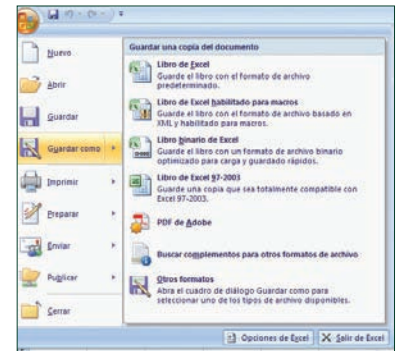 Nuevo
Abrir
Guardar
Guardar como
Imprimir
Preparar
Enviar
Publicar
Cerrar
Guardar una copia del documento
Libro de Excel
Guarde el libro con el formato de archivo
predeterminado.
Libro de Excel habilitado para macros
Guarde el libro con el formato de archivo basado en
XML y habilitado para macros.
Libro binario de Excel
Guarde el libro con un formato de archivo binario
optimizado para carga y guardado rápidos.
Libro de Excel 97-2003
Guarde una copia que sea totalmente compatible con
Excel 97-2003.
PDF de Adobe
Buscar complementos para otros formatos de archivo
Otros formatos
Abra el cuadro de diálogo Guardar como para
seleccionar uno de los tipos de archivo disponibles.
Opciones de Excel
Salir de Excel